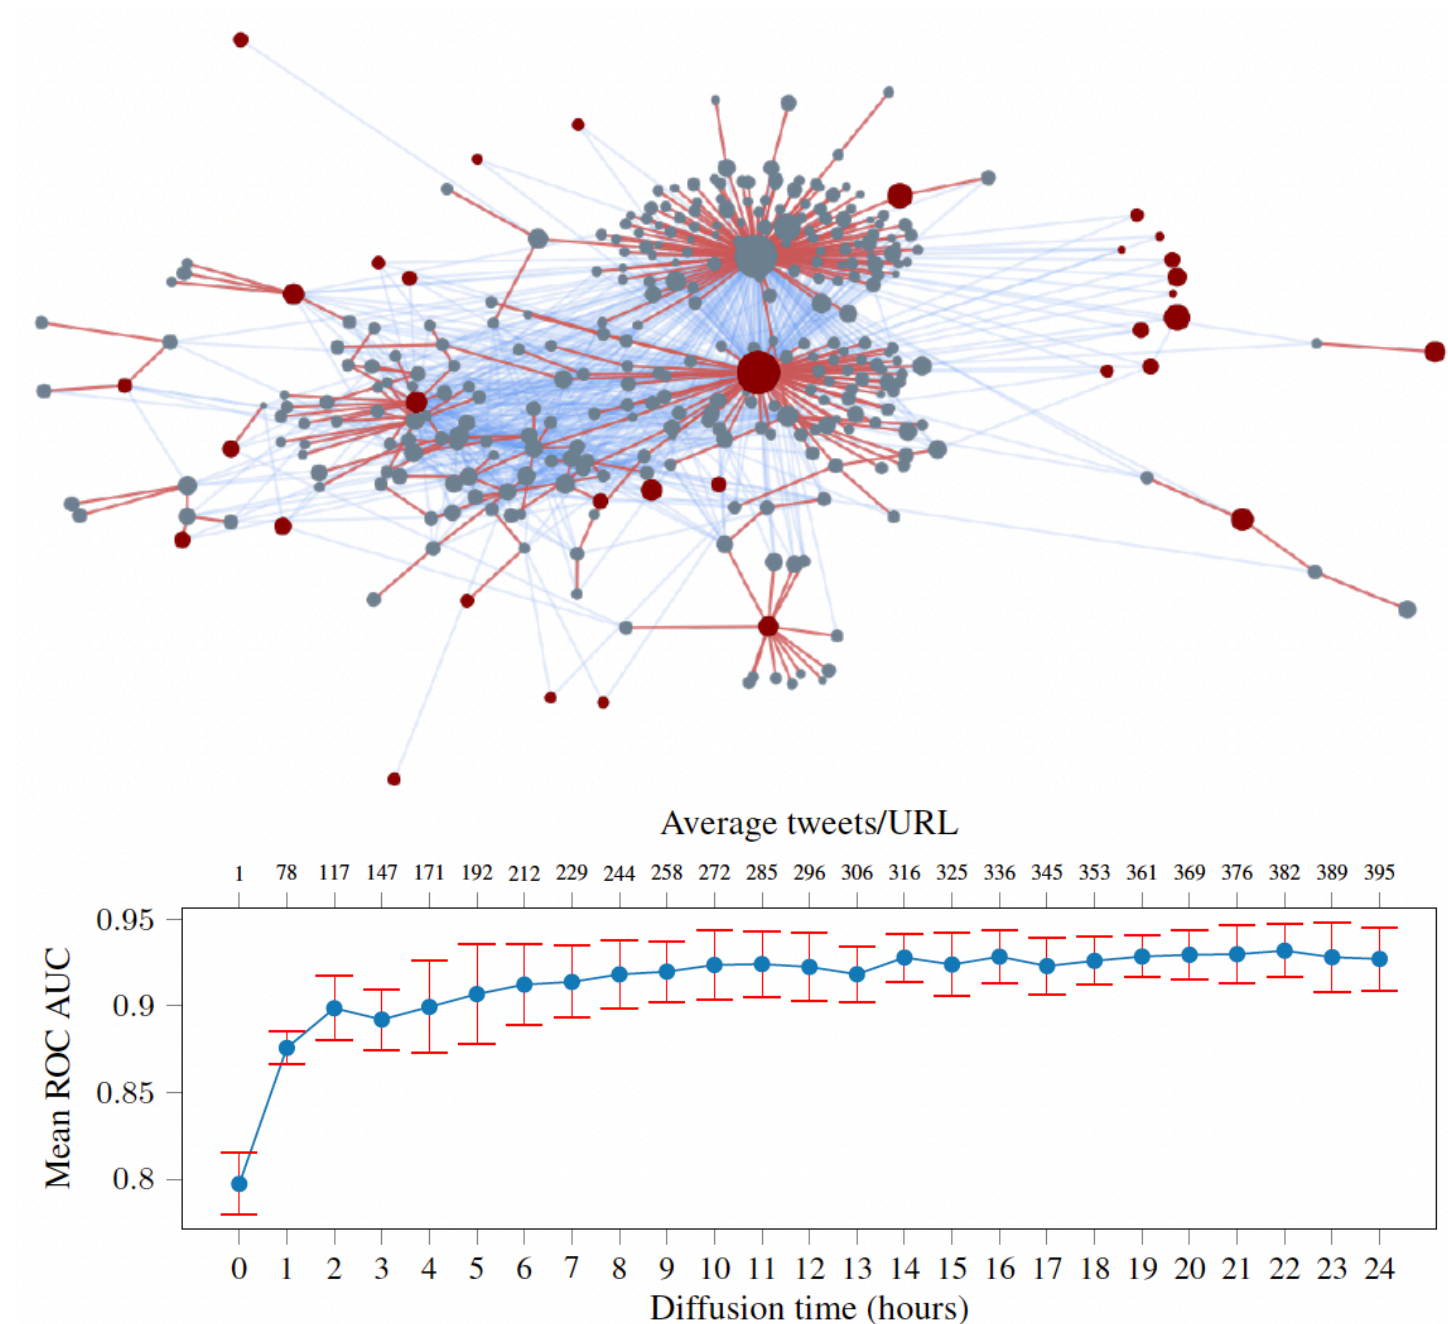 Average tweets/URL
1 78 117 147 171 192 212 229 244 258 272 285 296 306 316 325 336 345 353 361 369 376 382 389 395
0.95
0.9
0.85
0.8
Mean ROC AUC
0 1 2 3 4 5 6 7 8 9 10 11 12 13 14 15 16 17 18 19 20 21 22 23 24
Diffusion time (hours)